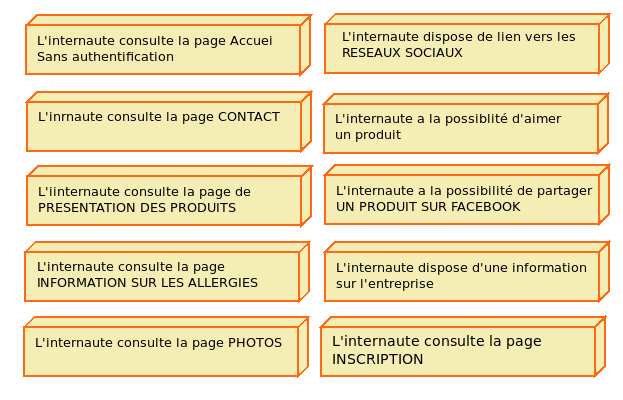 L'internaute consulte la page Accuei
Sans authentification
L'inrnaute consulte la page CONTACT
L'iinternaute consulte la page de
PRESENTATION DES PRODUITS
L'internaute consulte la page
INFORMATION SUR LES ALLERGIES
L'internaute consulte la page PHOTOS
L'internaute dispose de lien vers les
RESEAUX SOCIAUX
L'internaute a la possiblité d'aimer
un produit
L'internaute a la possibilité de partager
UN PRODUIT SUR FACEBOOK
L'internaute dispose d'une information
sur l'entreprise
L'internaute consulte la page
INSCRIPTION